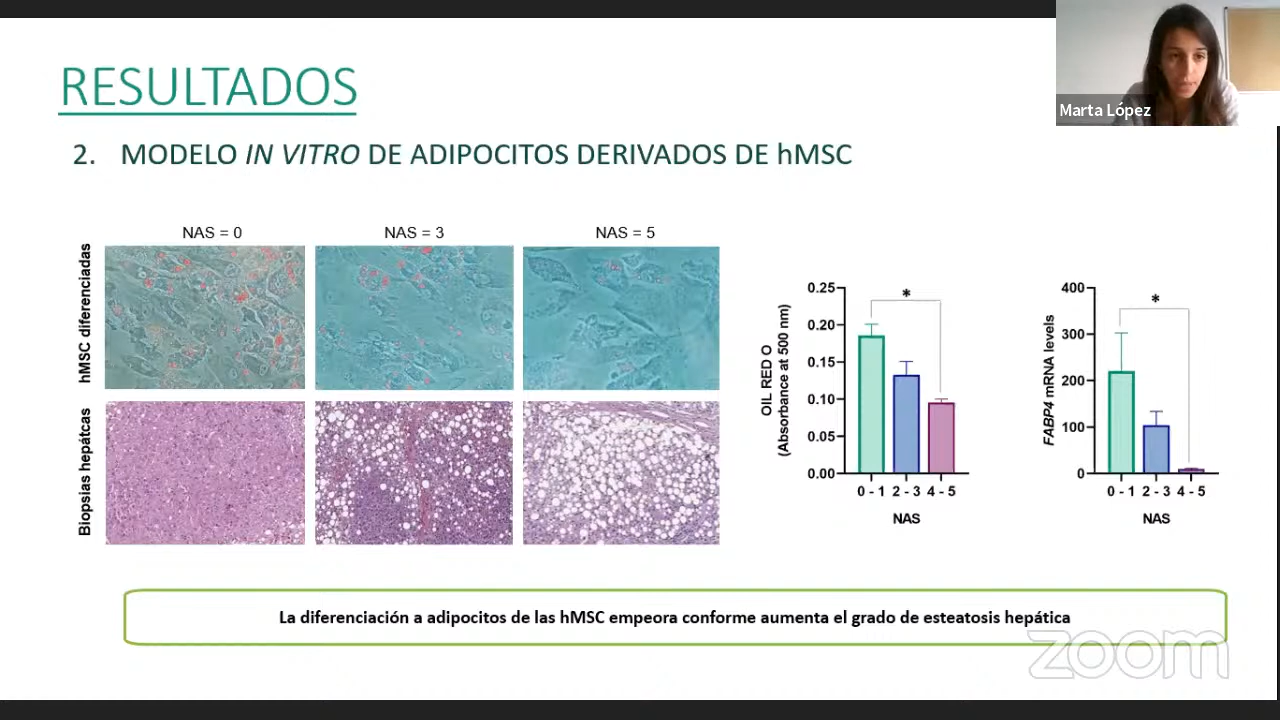 RESULTADOS
Marta López
2. MODELO IN VITRO DE ADIPOCITOS DERIVADOS DE hMSC
NAS = 0
NAS = 3
NAS = 5
hMSC diferenciadas
Biopsias hepátcas
OIL RED O
(Absorbance at 500 nm)
0.25
0.20
0.15
0.10
0.05
0.00
*
0 - 1
2 - 3
4 - 5
NAS
FABP4 mRNA levels
400
300
200
100
0
*
0 - 1
2 - 3
4 - 5
NAS
La diferenciación a adipocitos de las hMSC empeora conforme aumenta el grado de esteatosis hepática
zoom